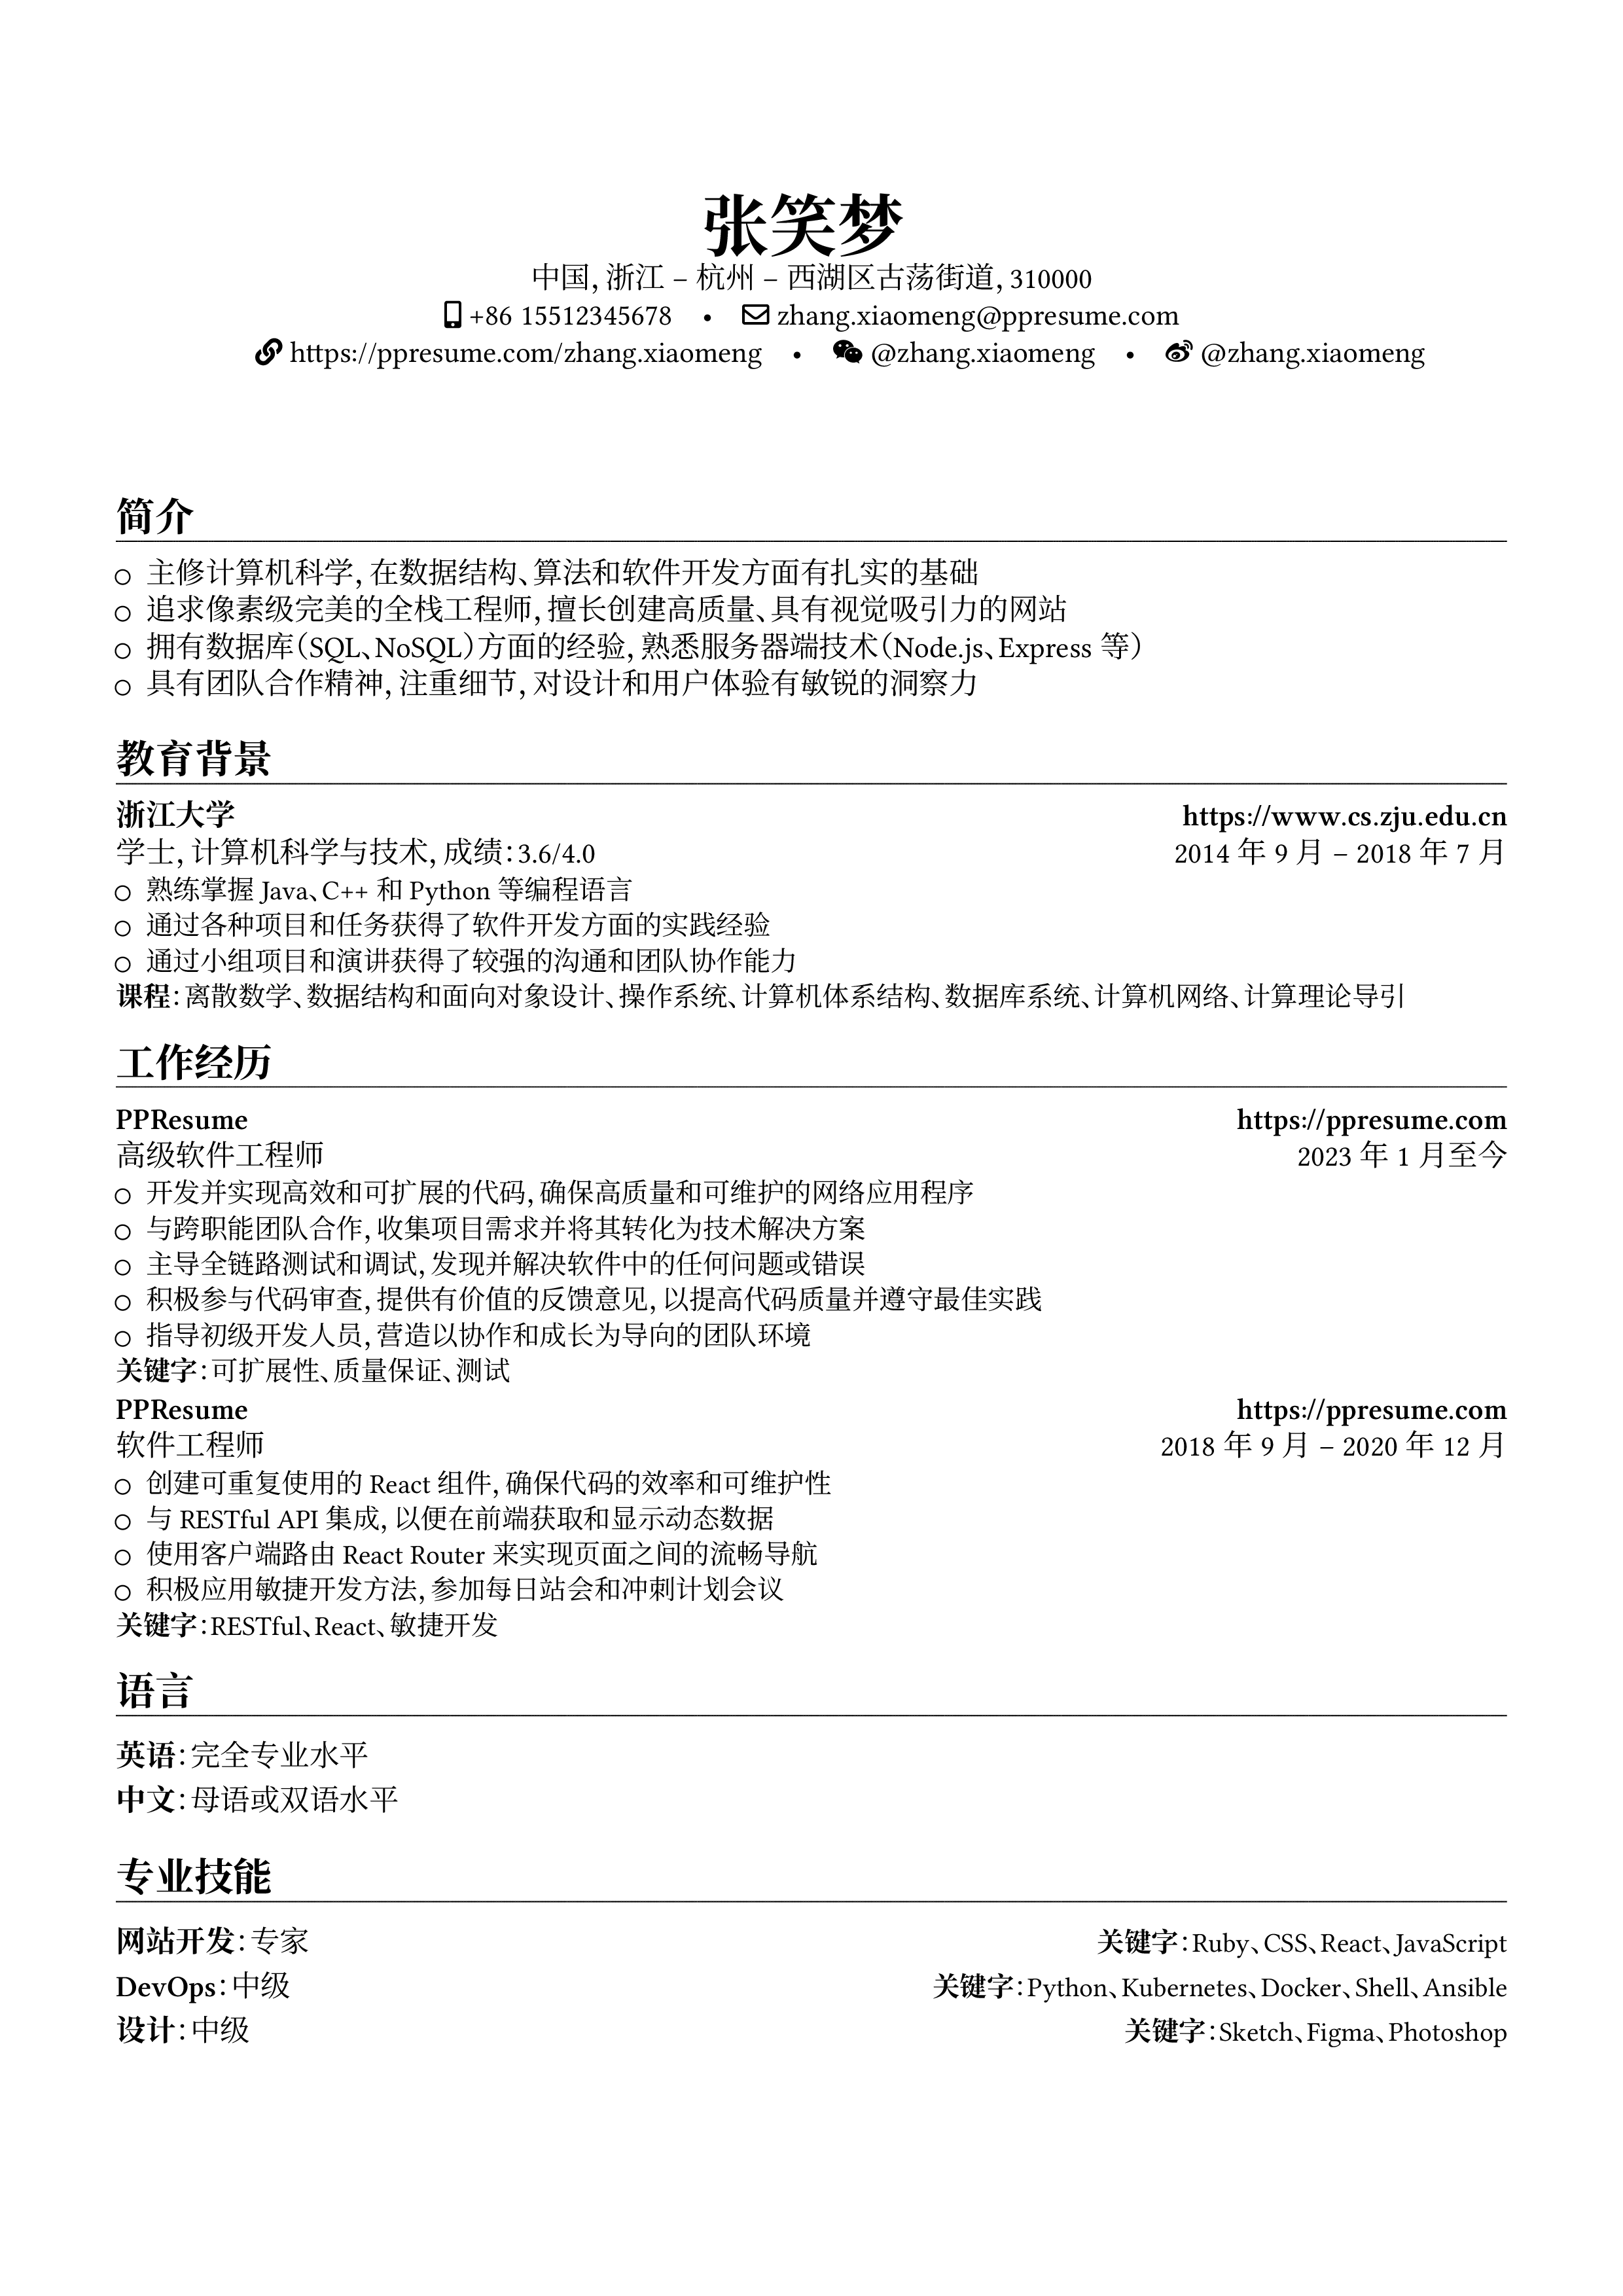 张笑梦
中国, 浙江 – 杭州 – 西湖区古荡街道, 310000
+86 15512345678 • zhang.xiaomeng@ppresume.com
https://ppresume.com/zhang.xiaomeng • @zhang.xiaomeng • @zhang.xiaomeng
简介
○ 主修计算机科学, 在数据结构、算法和软件开发方面有扎实的基础
○ 追求像素级完美的全栈工程师, 擅长创建高质量、具有视觉吸引力的网站
○ 拥有数据库（SQL、NoSQL）方面的经验, 熟悉服务器端技术（Node.js、Express 等）
○ 具有团队合作精神, 注重细节, 对设计和用户体验有敏锐的洞察力
教育背景
浙江大学 https://www.cs.zju.edu.cn
学士, 计算机科学与技术, 成绩：3.6/4.0 2014 年 9 月 – 2018 年 7 月
○ 熟练掌握 Java、C++ 和 Python 等编程语言
○ 通过各种项目和任务获得了软件开发方面的实践经验
○ 通过小组项目和演讲获得了较强的沟通和团队协作能力
课程：离散数学、数据结构和面向对象设计、操作系统、计算机体系结构、数据库系统、计算机网络、计算理论导引
工作经历
PPResume https://ppresume.com
高级软件工程师 2023 年 1 月至今
○ 开发并实现高效和可扩展的代码, 确保高质量和可维护的网络应用程序
○ 与跨职能团队合作, 收集项目需求并将其转化为技术解决方案
○ 主导全链路测试和调试, 发现并解决软件中的任何问题或错误
○ 积极参与代码审查, 提供有价值的反馈意见, 以提高代码质量并遵守最佳实践
○ 指导初级开发人员, 营造以协作和成长为导向的团队环境
关键字：可扩展性、质量保证、测试
PPResume https://ppresume.com
软件工程师 2018 年 9 月 – 2020 年 12 月
○ 创建可重复使用的 React 组件, 确保代码的效率和可维护性
○ 与 RESTful API 集成, 以便在前端获取和显示动态数据
○ 使用客户端路由 React Router 来实现页面之间的流畅导航
○ 积极应用敏捷开发方法, 参加每日站会和冲刺计划会议
关键字：RESTful、React、敏捷开发
语言
英语：完全专业水平
中文：母语或双语水平
专业技能
网站开发：专家 关键字：Ruby、CSS、React、JavaScript
DevOps：中级 关键字：Python、Kubernetes、Docker、Shell、Ansible
设计：中级 关键字：Sketch、Figma、Photoshop